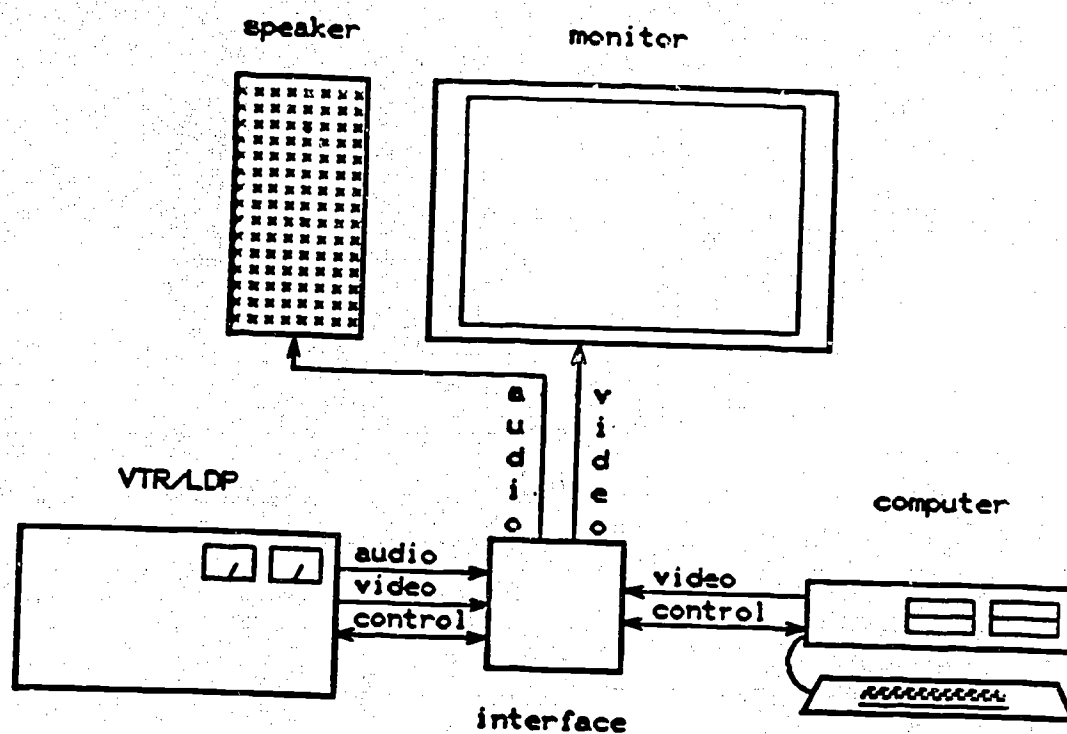 speaker
monitor
audio
video
VTR/LDP
computer
audio
video
control
video
control
interface